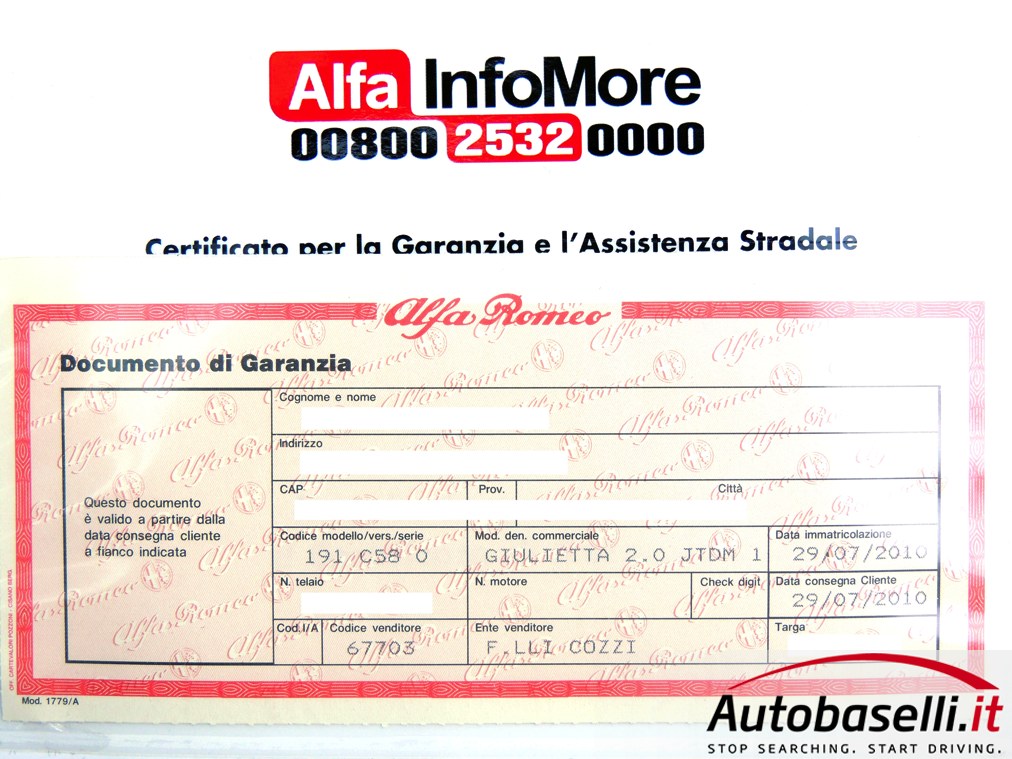 Alfa InfoMore
00800 2532 0000
Certificato per la Garanzia e l'Assistenza Stradale
Alfa Romeo
Documento di Garanzia
Cognome e nome
Indirizzo
CAP Prov. Città
Questo documento
è valido a partire dalla
data consegna cliente
a fianco indicata
Codice modello/vers./serie Mod. den. commerciale Data immatricolazione
191 C58 0 GIULIETTA 2.0 JTDM 1 29/07/2010
N. telaio N. motore Check digit Data consegna Cliente
29/07/2010
Cod.I/A Codice venditore Ente venditore Targa
67703 F.LLI COZZI
Mod. 1779/A
Autobaselli.it
STOP SEARCHING. START DRIVING.